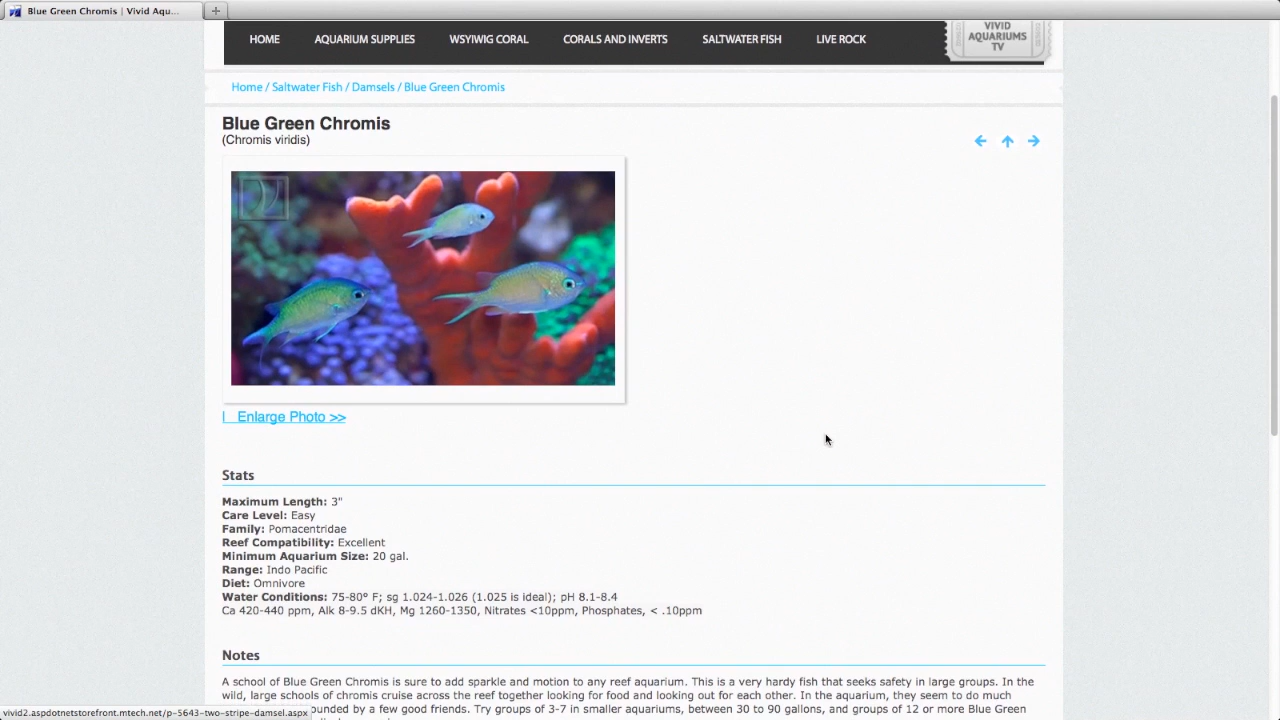 Blue Green Chromis | Vivid Aqu...
VIVID
AQUARIUMS
TV
HOME AQUARIUM SUPPLIES WSYIWIG CORAL CORALS AND INVERTS SALTWATER FISH LIVE ROCK
Home / Saltwater Fish / Damsels / Blue Green Chromis
Blue Green Chromis
(Chromis viridis)
| Enlarge Photo >>
Stats
Maximum Length: 3"
Care Level: Easy
Family: Pomacentridae
Reef Compatibility: Excellent
Minimum Aquarium Size: 20 gal.
Range: Indo Pacific
Diet: Omnivore
Water Conditions: 75-80° F; sg 1.024-1.026 (1.025 is ideal); pH 8.1-8.4
Ca 420-440 ppm, Alk 8-9.5 dKH, Mg 1260-1350, Nitrates <10ppm, Phosphates, < .10ppm
Notes
A school of Blue Green Chromis is sure to add sparkle and motion to any reef aquarium. This is a very hardy fish that seeks safety in large groups. In the
wild, large schools of chromis cruise across the reef together looking for food and looking out for each other. In the aquarium, they seem to do much
ounded by a few good friends. Try groups of 3-7 in smaller aquariums, between 30 to 90 gallons, and groups of 12 or more Blue Green
vivid2.aspdotnetstorefront.mtech.net/p-5643-two-stripe-damsel.aspx